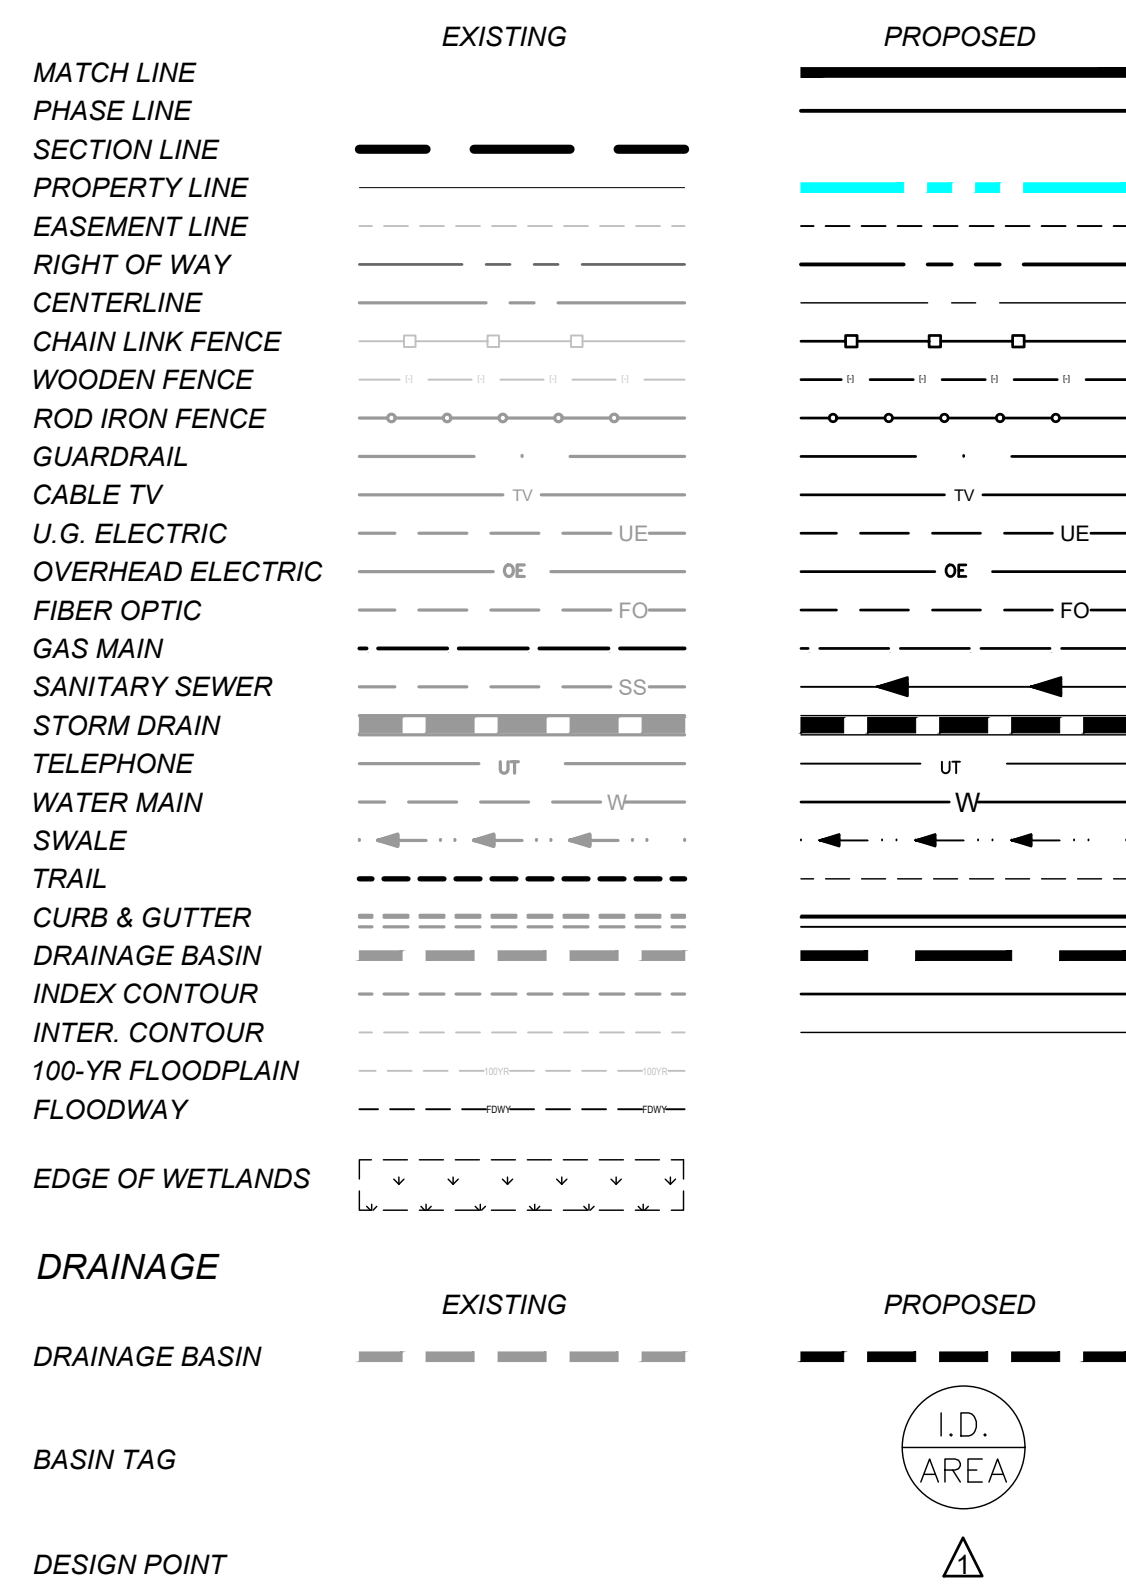 EXISTING PROPOSED
MATCH LINE
PHASE LINE
SECTION LINE
PROPERTY LINE
EASEMENT LINE
RIGHT OF WAY
CENTERLINE
CHAIN LINK FENCE
WOODEN FENCE
ROD IRON FENCE
GUARDRAIL
CABLE TV TV TV
U.G. ELECTRIC UE UE
OVERHEAD ELECTRIC OE OE
FIBER OPTIC FO FO
GAS MAIN
SANITARY SEWER SS
STORM DRAIN
TELEPHONE UT UT
WATER MAIN W W
SWALE
TRAIL
CURB & GUTTER
DRAINAGE BASIN
INDEX CONTOUR
INTER. CONTOUR
100-YR FLOODPLAIN 100YR 100YR
FLOODWAY FDWY FDWY
EDGE OF WETLANDS
DRAINAGE
EXISTING PROPOSED
DRAINAGE BASIN
I.D.
BASIN TAG AREA
DESIGN POINT 1